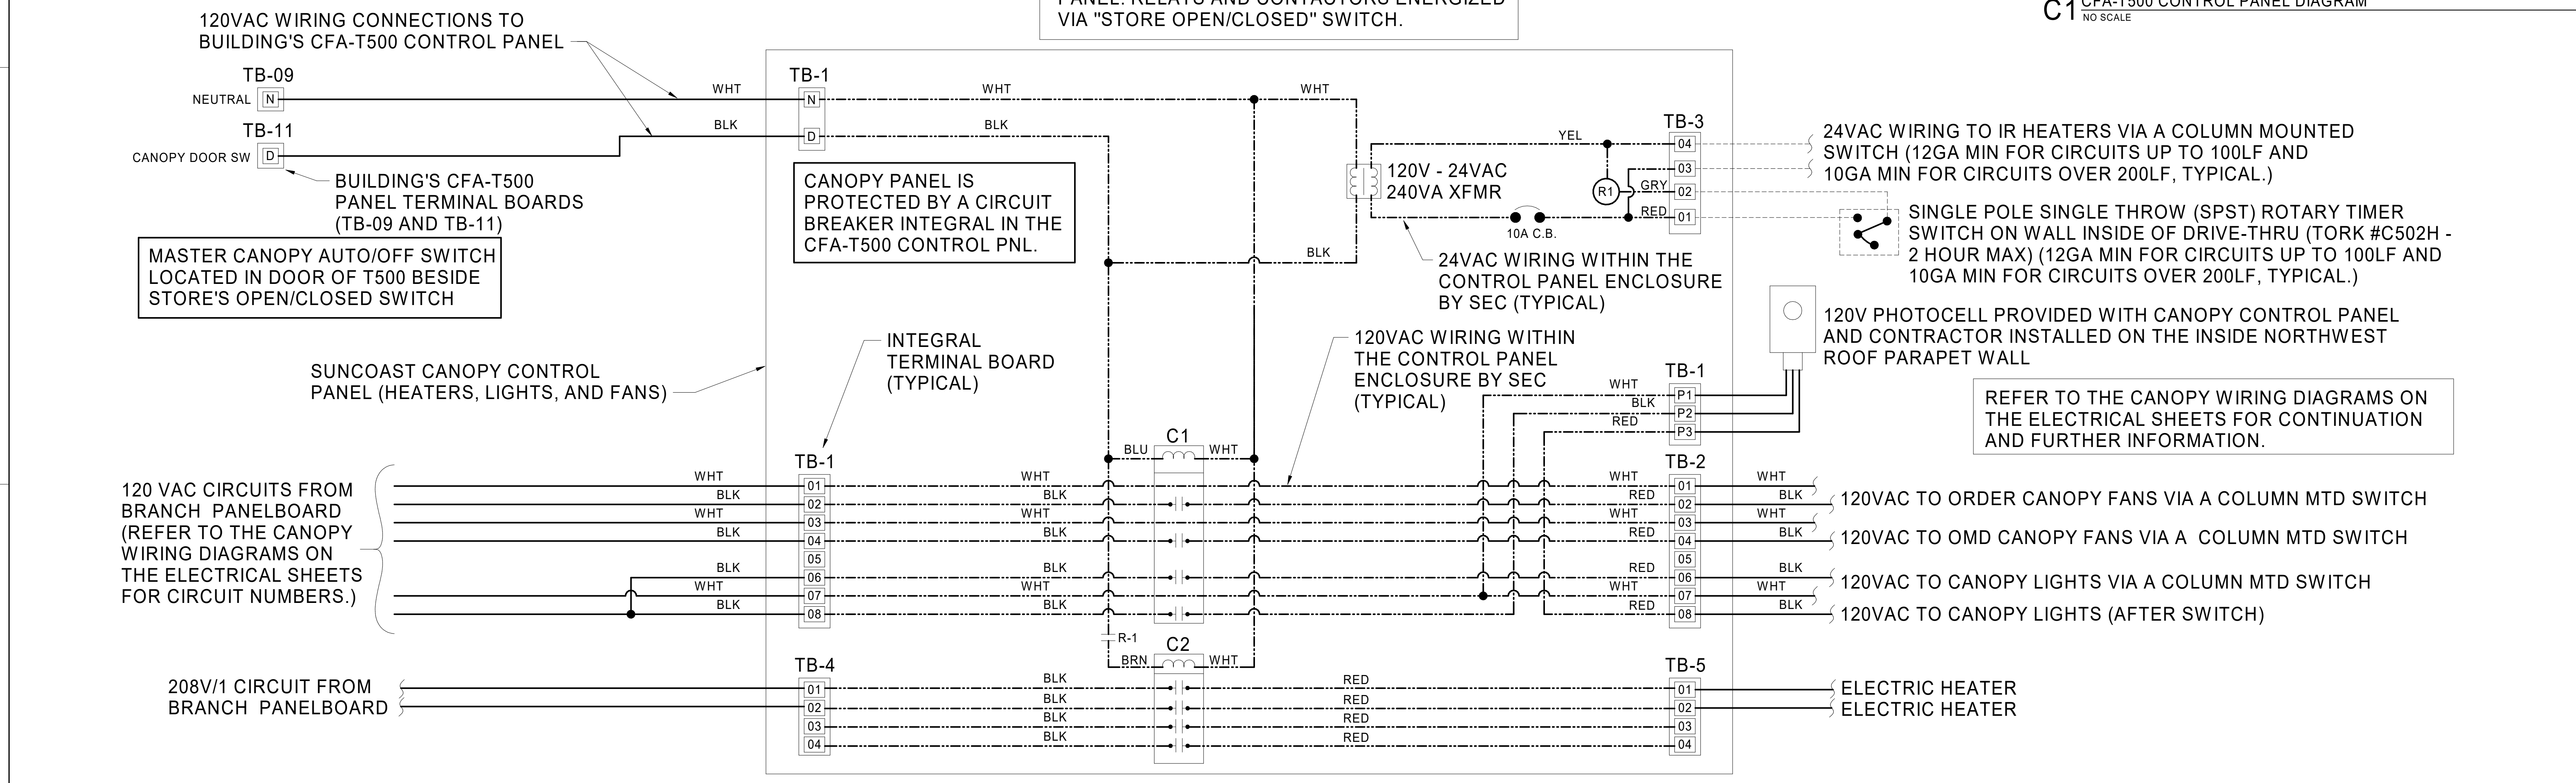 PANEL. RELAYS AND CONTACTORS ENERGIZED
VIA "STORE OPEN/CLOSED" SWITCH.
C1 CFA-T500 CONTROL PANEL DIAGRAM
NO SCALE
120VAC WIRING CONNECTIONS TO
BUILDING'S CFA-T500 CONTROL PANEL
TB-09
NEUTRAL N
TB-11
CANOPY DOOR SW D
WHT
BLK
BUILDING'S CFA-T500
PANEL TERMINAL BOARDS
(TB-09 AND TB-11)
MASTER CANOPY AUTO/OFF SWITCH
LOCATED IN DOOR OF T500 BESIDE
STORE'S OPEN/CLOSED SWITCH
SUNCOAST CANOPY CONTROL
PANEL (HEATERS, LIGHTS, AND FANS)
TB-1
N
D
WHT
BLK
WHT
BLK
CANOPY PANEL IS
PROTECTED BY A CIRCUIT
BREAKER INTEGRAL IN THE
CFA-T500 CONTROL PNL.
120V - 24VAC
240VA XFMR
YEL
R1
GRY
RED
10A C.B.
TB-3
04
03
02
01
24VAC WIRING WITHIN THE
CONTROL PANEL ENCLOSURE
BY SEC (TYPICAL)
24VAC WIRING TO IR HEATERS VIA A COLUMN MOUNTED
SWITCH (12GA MIN FOR CIRCUITS UP TO 100LF AND
10GA MIN FOR CIRCUITS OVER 200LF, TYPICAL.)
SINGLE POLE SINGLE THROW (SPST) ROTARY TIMER
SWITCH ON WALL INSIDE OF DRIVE-THRU (TORK #C502H -
2 HOUR MAX) (12GA MIN FOR CIRCUITS UP TO 100LF AND
10GA MIN FOR CIRCUITS OVER 200LF, TYPICAL.)
120V PHOTOCELL PROVIDED WITH CANOPY CONTROL PANEL
AND CONTRACTOR INSTALLED ON THE INSIDE NORTHWEST
ROOF PARAPET WALL
REFER TO THE CANOPY WIRING DIAGRAMS ON
THE ELECTRICAL SHEETS FOR CONTINUATION
AND FURTHER INFORMATION.
INTEGRAL
TERMINAL BOARD
(TYPICAL)
120VAC WIRING WITHIN
THE CONTROL PANEL
ENCLOSURE BY SEC
(TYPICAL)
TB-1
WHT P1
BLK P2
RED P3
120 VAC CIRCUITS FROM
BRANCH PANELBOARD
(REFER TO THE CANOPY
WIRING DIAGRAMS ON
THE ELECTRICAL SHEETS
FOR CIRCUIT NUMBERS.)
C1
BLU WHT
TB-1
TB-2
WHT 01 WHT WHT 01 WHT
BLK 02 BLK RED 02 BLK
120VAC TO ORDER CANOPY FANS VIA A COLUMN MTD SWITCH
WHT 03 WHT WHT 03 WHT
BLK 04 BLK RED 04 BLK
120VAC TO OMD CANOPY FANS VIA A COLUMN MTD SWITCH
05 05
BLK 06 BLK RED 06 BLK
120VAC TO CANOPY LIGHTS VIA A COLUMN MTD SWITCH
WHT 07 WHT WHT 07 WHT
BLK 08 BLK RED 08 BLK
120VAC TO CANOPY LIGHTS (AFTER SWITCH)
R-1
C2
BRN WHT
208V/1 CIRCUIT FROM
BRANCH PANELBOARD
TB-4
TB-5
01 BLK RED 01 ELECTRIC HEATER
02 BLK RED 02 ELECTRIC HEATER
03 BLK RED 03
04 BLK RED 04